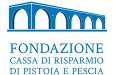 FONDAZIONE
CASSA DI RISPARMIO
DI PISTOIA E PESCIA